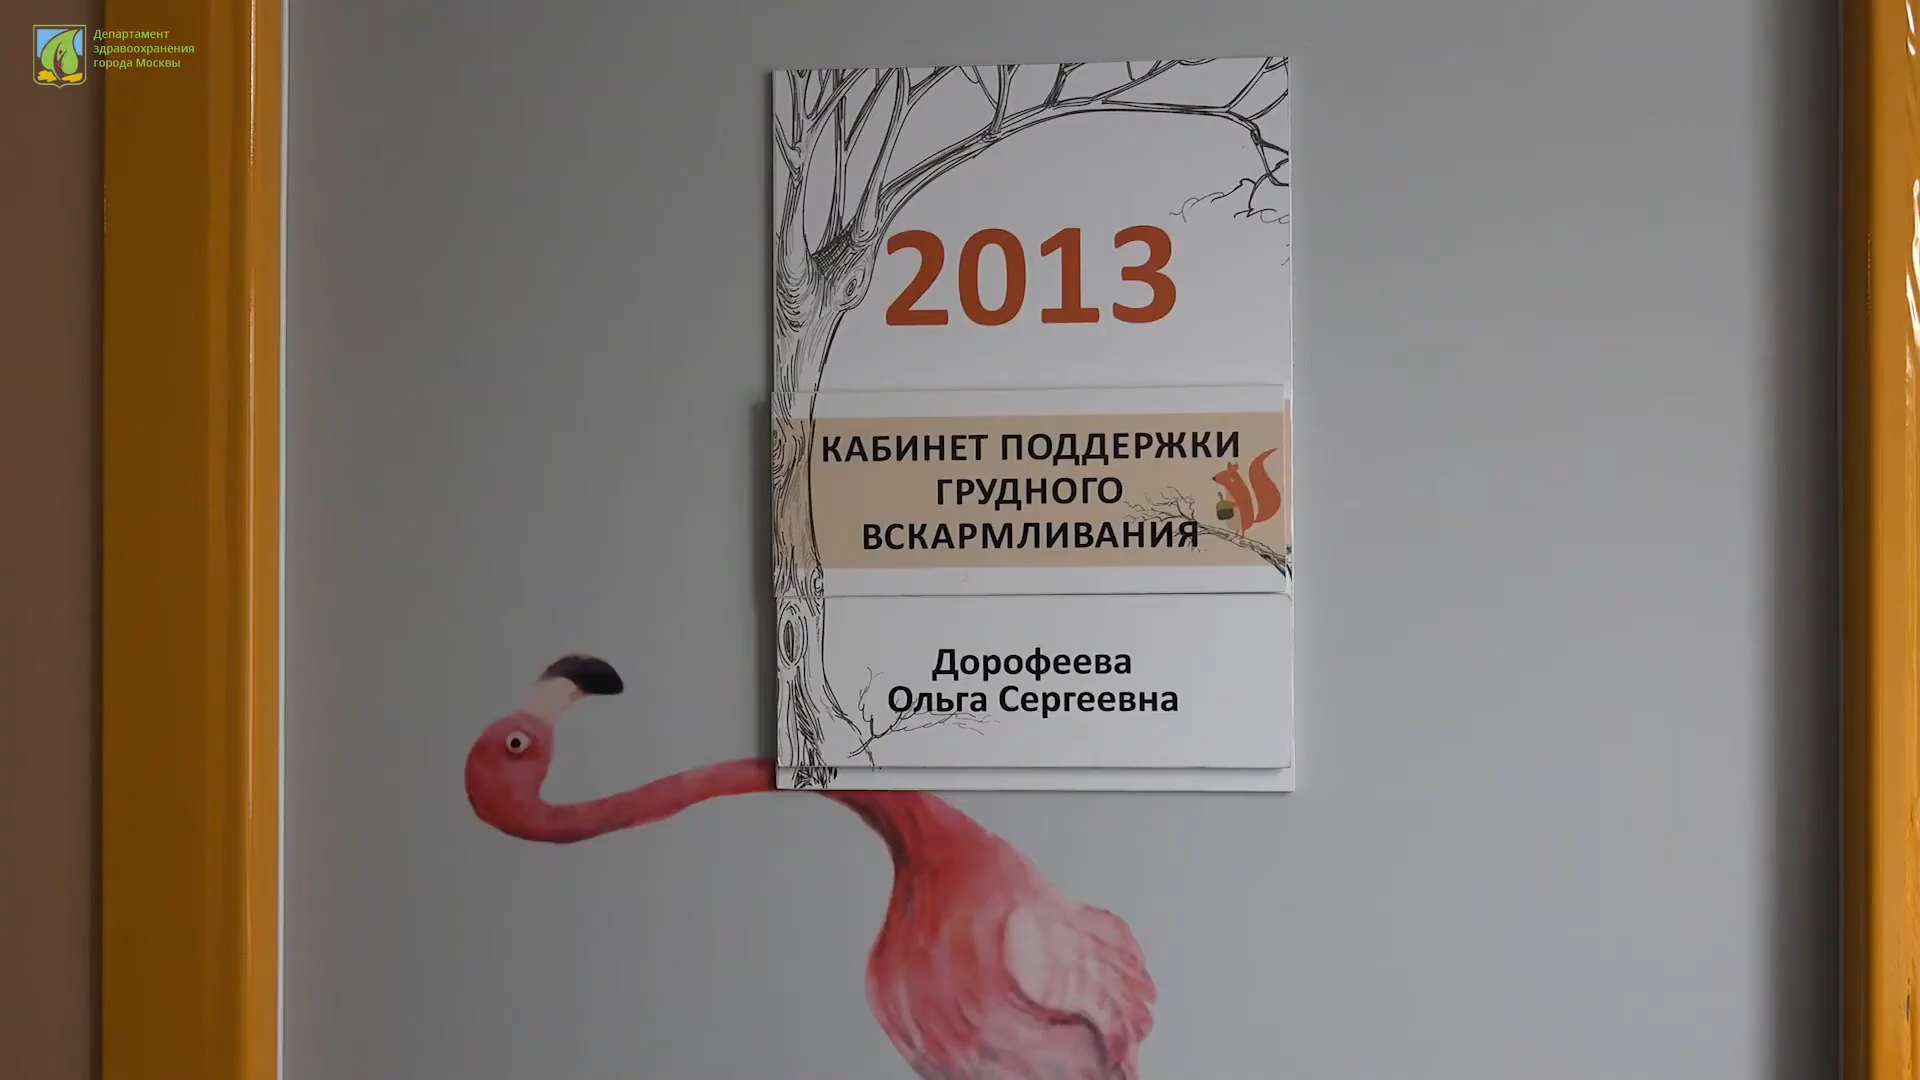 Департамент
здравоохранения
города Москвы
2013
КАБИНЕТ ПОДДЕРЖКИ
ГРУДНОГО
ВСКАРМЛИВАНИЯ
Дорофеева
Ольга Сергеевна